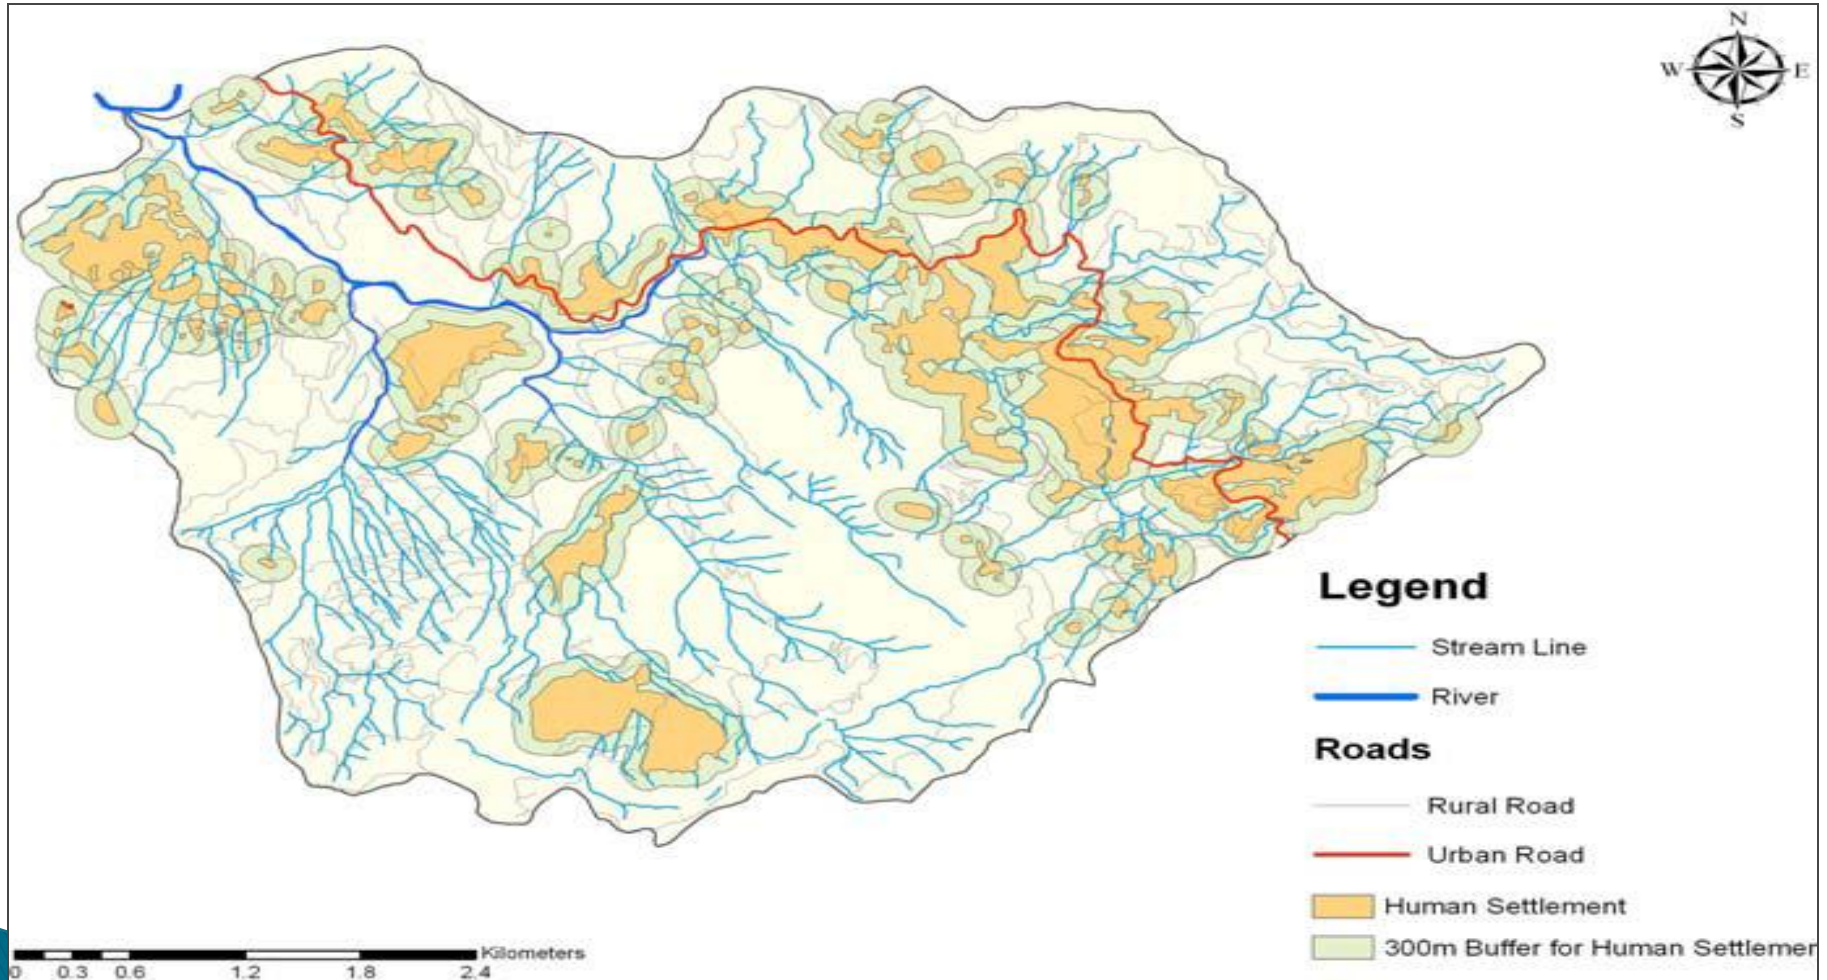 N
W E
S
Legend
Stream Line
River
Roads
Rural Road
Urban Road
Human Settlement
300m Buffer for Human Settlemer
Kilometers
0 0.3 0.6 1.2 1.8 2.4